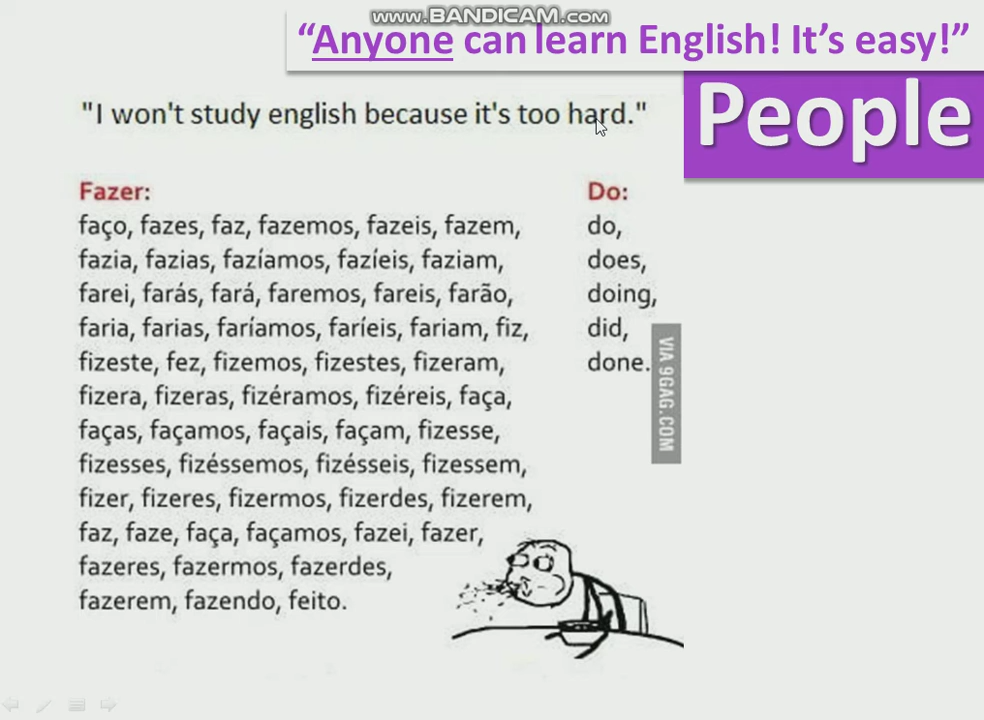 www.BANDICAM.com
“Anyone can learn English! It’s easy!”
People
"I won't study english because it's too hard."
Fazer:
faço, fazes, faz, fazemos, fazeis, fazem,
fazia, fazias, fazíamos, fazíeis, faziam,
farei, farás, fará, faremos, fareis, farão,
faria, farias, faríamos, faríeis, fariam, fiz,
fizeste, fez, fizemos, fizestes, fizeram,
fizera, fizeras, fizéramos, fizéreis, faça,
faças, façamos, façais, façam, fizesse,
fizesses, fizéssemos, fizésseis, fizessem,
fizer, fizeres, fizermos, fizerdes, fizerem,
faz, faze, faça, façamos, fazei, fazer,
fazeres, fazermos, fazerdes,
fazerem, fazendo, feito.
Do:
do,
does,
doing,
did,
done.
VIA 9GAG.COM